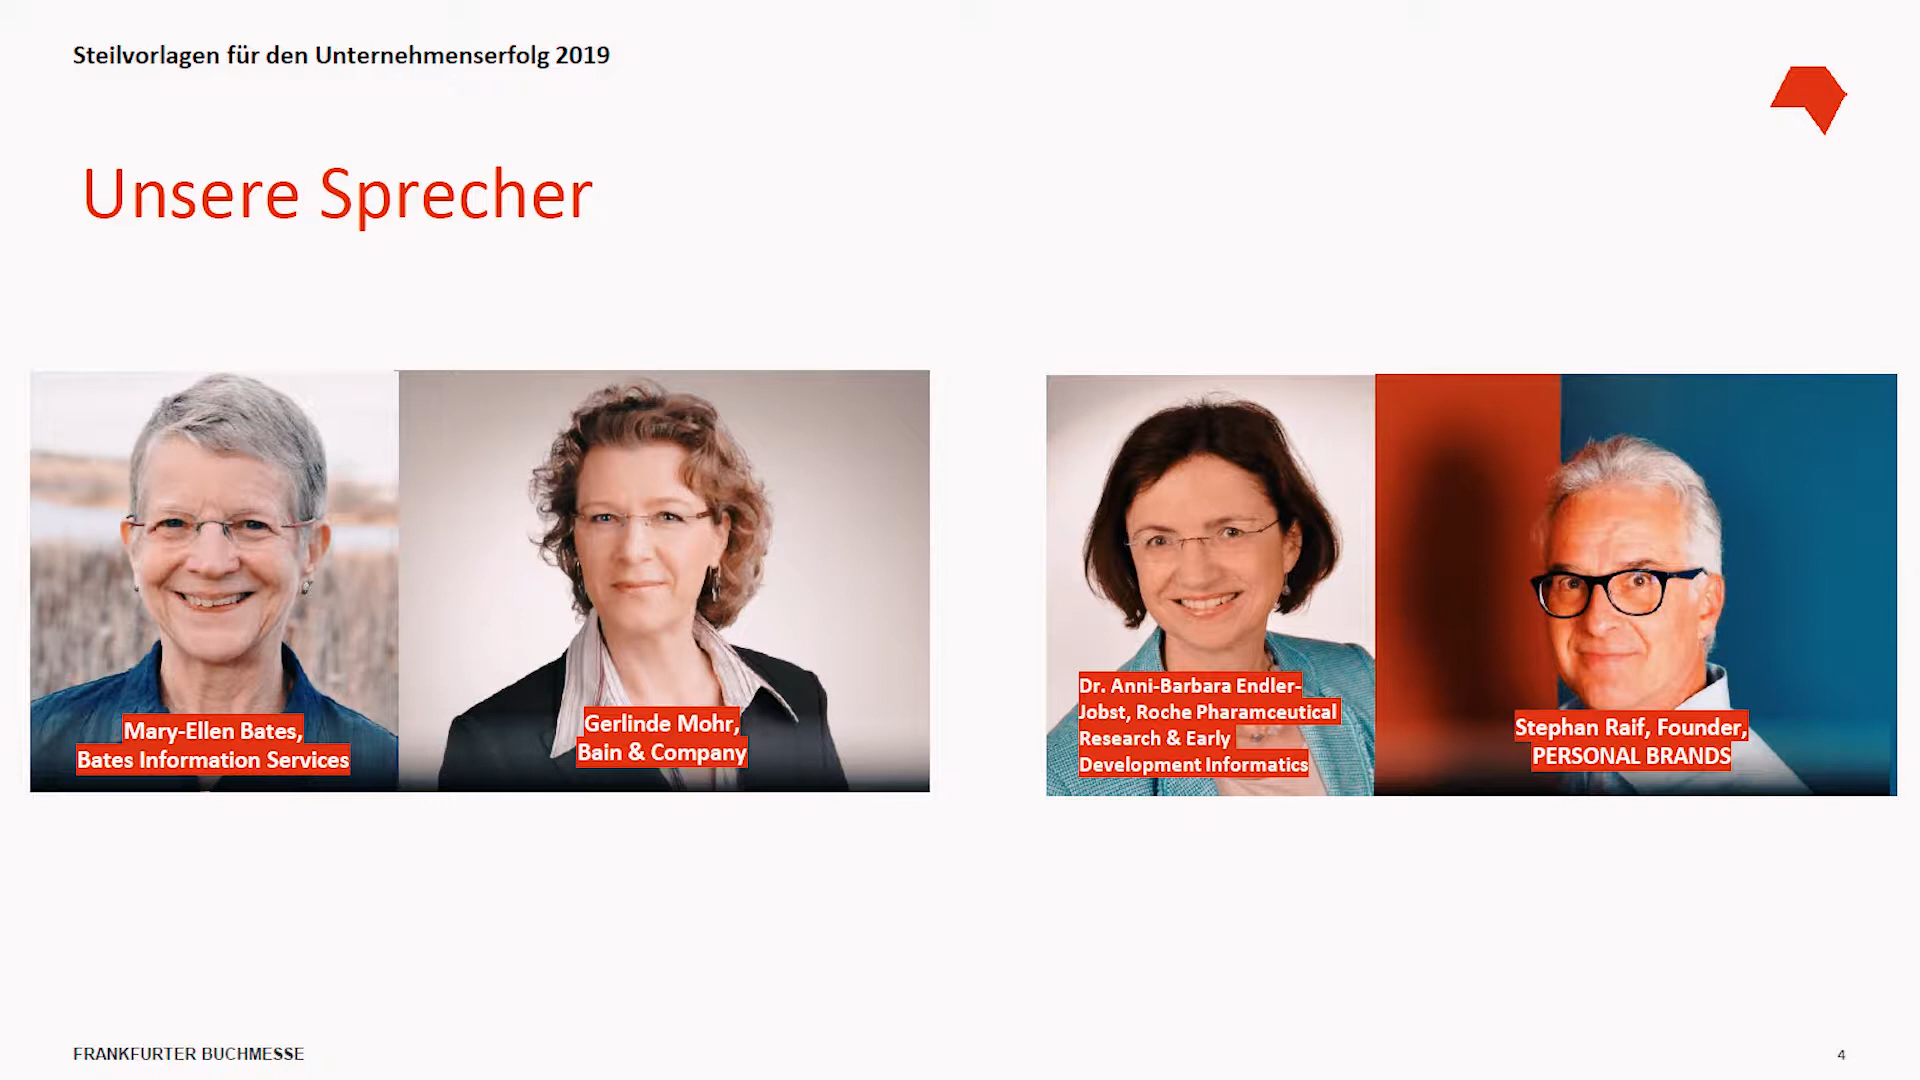 Steilvorlagen für den Unternehmenserfolg 2019
Unsere Sprecher
Mary-Ellen Bates,
Bates Information Services
Gerlinde Mohr,
Bain & Company
Dr. Anni-Barbara Endler-
Jobst, Roche Pharamceutical
Research & Early
Development Informatics
Stephan Raif, Founder,
PERSONAL BRANDS
FRANKFURTER BUCHMESSE
4